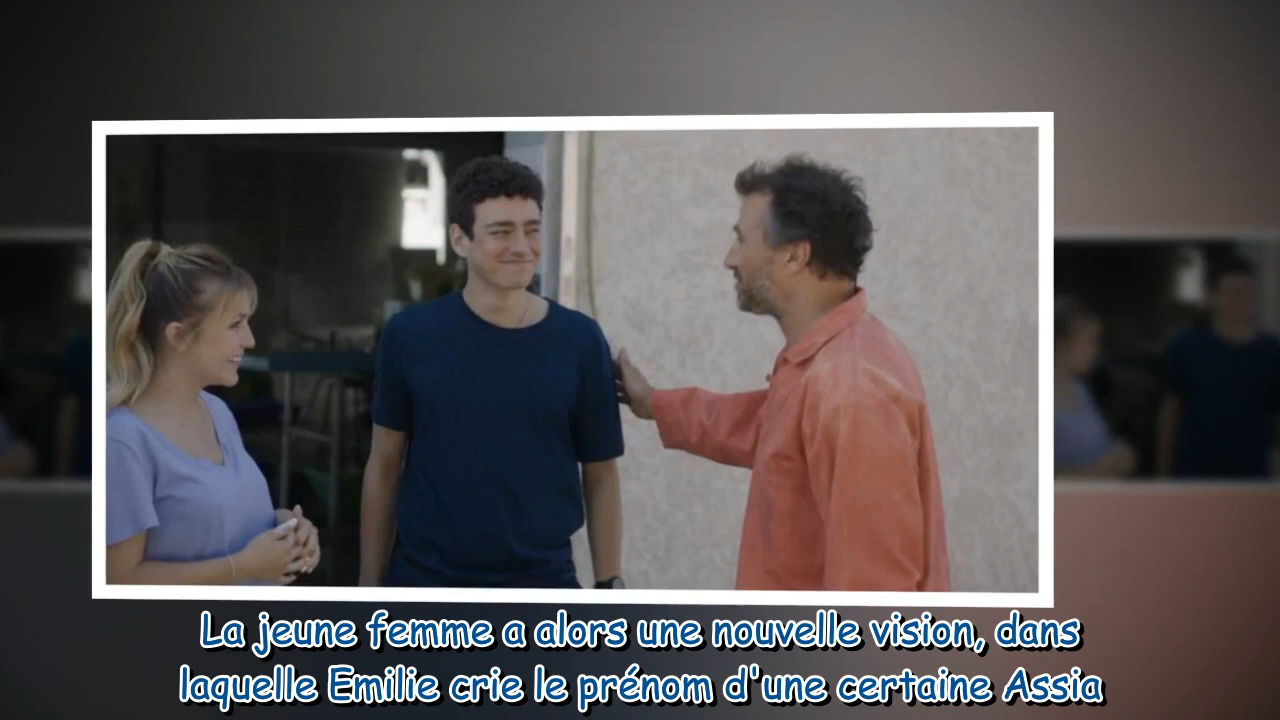 La jeune femme a alors une nouvelle vision, dans
laquelle Emilie crie le prénom d'une certaine Assia